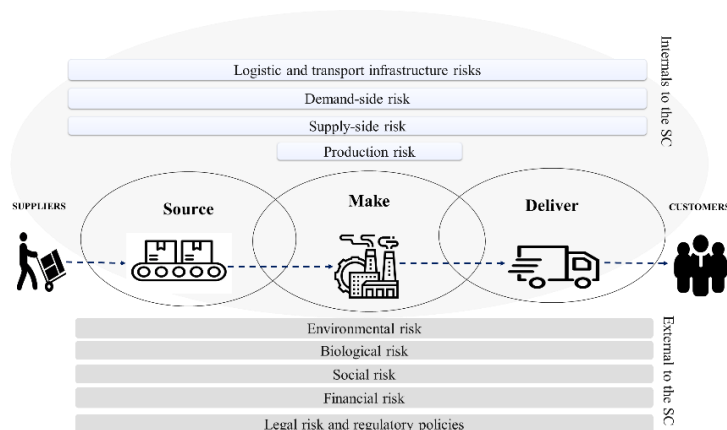 Logistic and transport infrastructure risks
Demand-side risk
Supply-side risk
Production risk
Internals to the SC
SUPPLIERS
Source
Make
Deliver
CUSTOMERS
Environmental risk
Biological risk
Social risk
Financial risk
Legal risk and regulatory policies
External to the SC